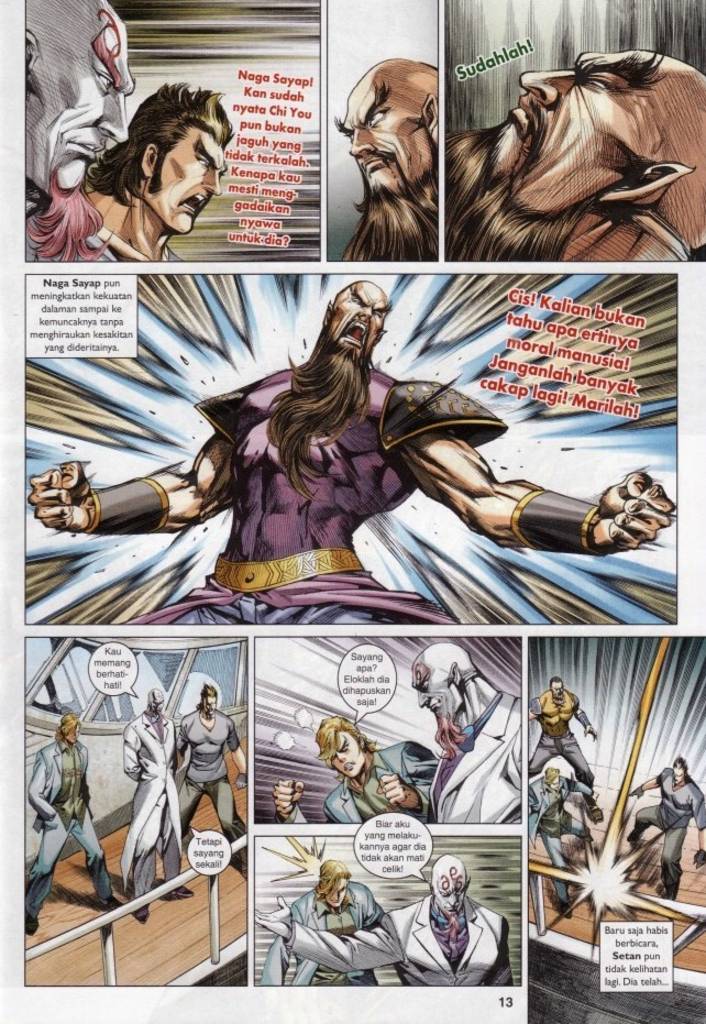 Naga Sayap!
Kan sudah
nyata Chi You
pun bukan
jaguh yang
tidak terkalah.
Kenapa kau
mesti meng-
gadaikan
nyawa
untuk dia?
Sudahlah!
Naga Sayap pun
meningkatkan kekuatan
dalaman sampai ke
kemuncaknya tanpa
menghiraukan kesakitan
yang dideritainya.
Cis! Kalian bukan
tahu apa ertinya
moral manusia!
Janganlah banyak
cakap lagi! Marilah!
Kau
memang
berhati-
hati!
Tetapi
sayang
sekali!
Sayang
apa?
Eloklah dia
dihapuskan
saja!
Biar aku
yang melaku-
kannya agar dia
tidak akan mati
celik!
Baru saja habis
berbicara,
Setan pun
tidak kelihatan
lagi. Dia telah...
13